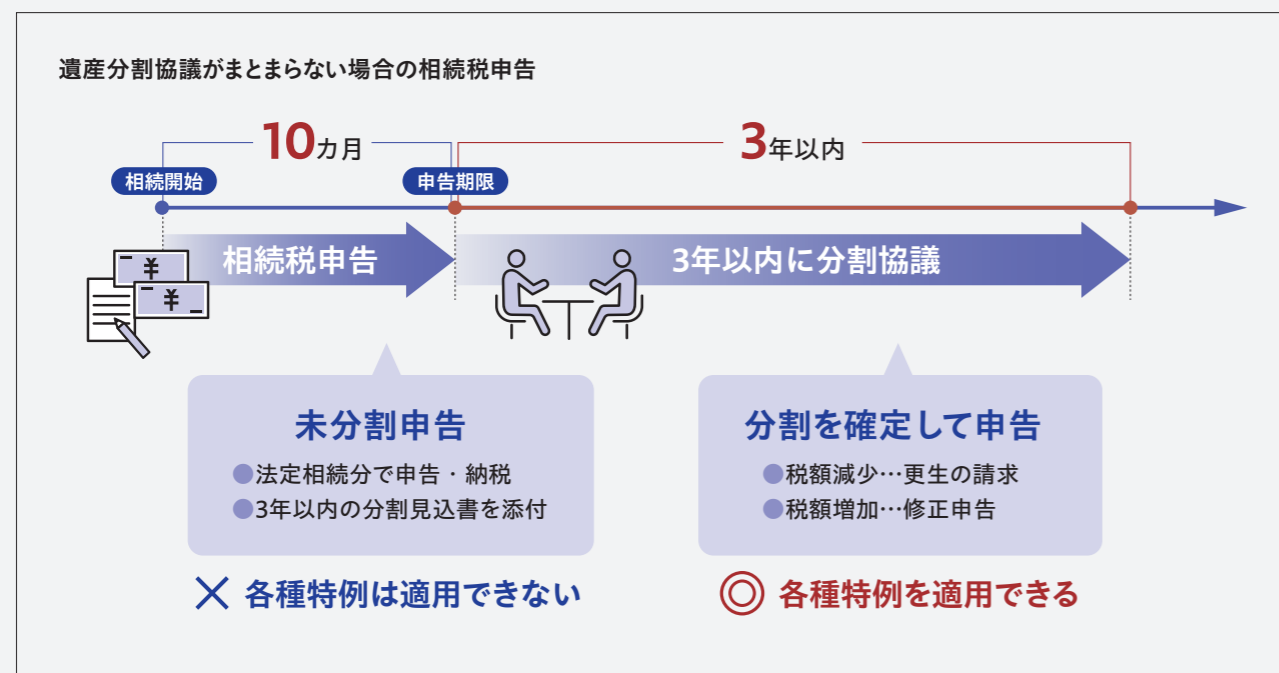 遺産分割協議がまとまらない場合の相続税申告
10カ月
3年以内
相続開始
申告期限
相続税申告
3年以内に分割協議
¥
¥
未分割申告
●法定相続分で申告・納税
●3年以内の分割見込書を添付
× 各種特例は適用できない
分割を確定して申告
●税額減少…更生の請求
●税額増加…修正申告
◎ 各種特例を適用できる